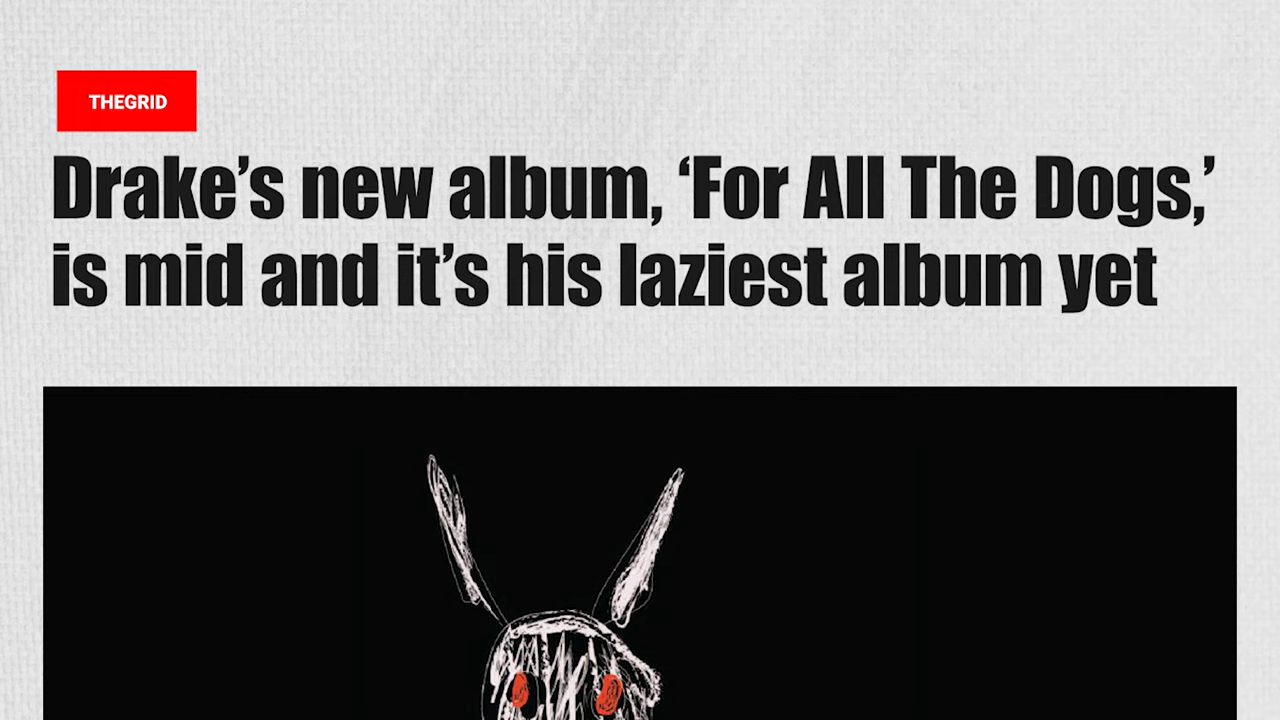 THEGRID
Drake’s new album, ‘For All The Dogs,’
is mid and it’s his laziest album yet